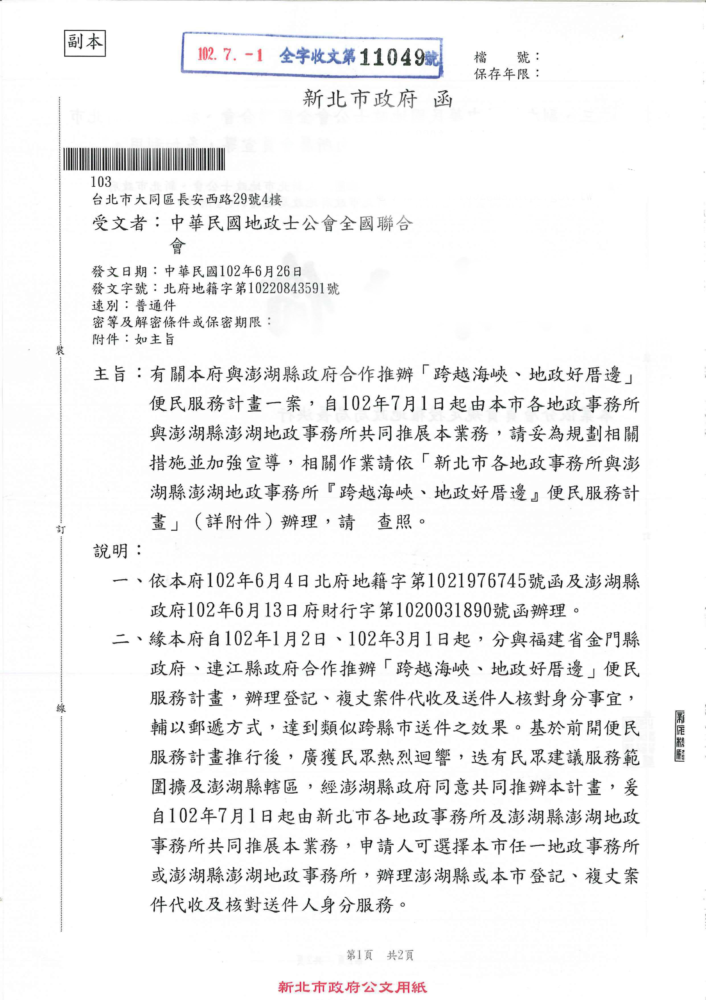 副本
102. 7. -1 全字收文第11049號
檔 號：
保存年限：
新北市政府 函
103
台北市大同區長安西路29號4樓
受文者：中華民國地政士公會全國聯合
會
發文日期：中華民國102年6月26日
發文字號：北府地籍字第10220843591號
速別：普通件
密等及解密條件或保密期限：
附件：如主旨
裝
主旨：有關本府與澎湖縣政府合作推辦「跨越海峽、地政好厝邊」
便民服務計畫一案，自102年7月1日起由本市各地政事務所
與澎湖縣澎湖地政事務所共同推展本業務，請妥為規劃相關
措施並加強宣導，相關作業請依「新北市各地政事務所與澎
湖縣澎湖地政事務所『跨越海峽、地政好厝邊』便民服務計
畫」（詳附件）辦理，請 查照。
訂
說明：
一、依本府102年6月4日北府地籍字第1021976745號函及澎湖縣
政府102年6月13日府財行字第1020031890號函辦理。
二、緣本府自102年1月2日、102年3月1日起，分與福建省金門縣
政府、連江縣政府合作推辦「跨越海峽、地政好厝邊」便民
服務計畫，辦理登記、複丈案件代收及送件人核對身分事宜，
線
輔以郵遞方式，達到類似跨縣市送件之效果。基於前開便民
服務計畫推行後，廣獲民眾熱烈迴響，迭有民眾建議服務範
圍擴及澎湖縣轄區，經澎湖縣政府同意共同推辦本計畫，爰
自102年7月1日起由新北市各地政事務所及澎湖縣澎湖地政
事務所共同推展本業務，申請人可選擇本市任一地政事務所
或澎湖縣澎湖地政事務所，辦理澎湖縣或本市登記、複丈案
件代收及核對送件人身分服務。
第1頁 共2頁
新北市政府公文用紙